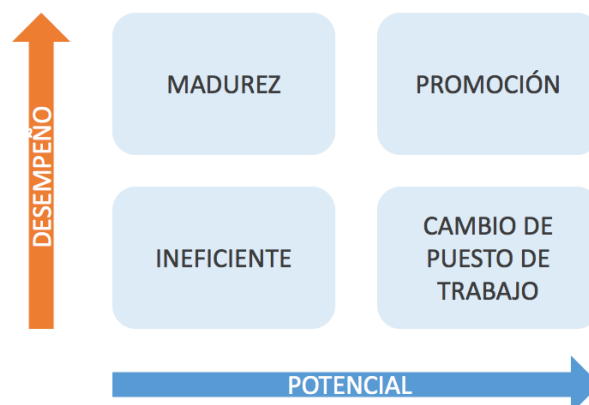 DESEMPEÑO
MADUREZ
PROMOCIÓN
INEFICIENTE
CAMBIO DE
PUESTO DE
TRABAJO
POTENCIAL